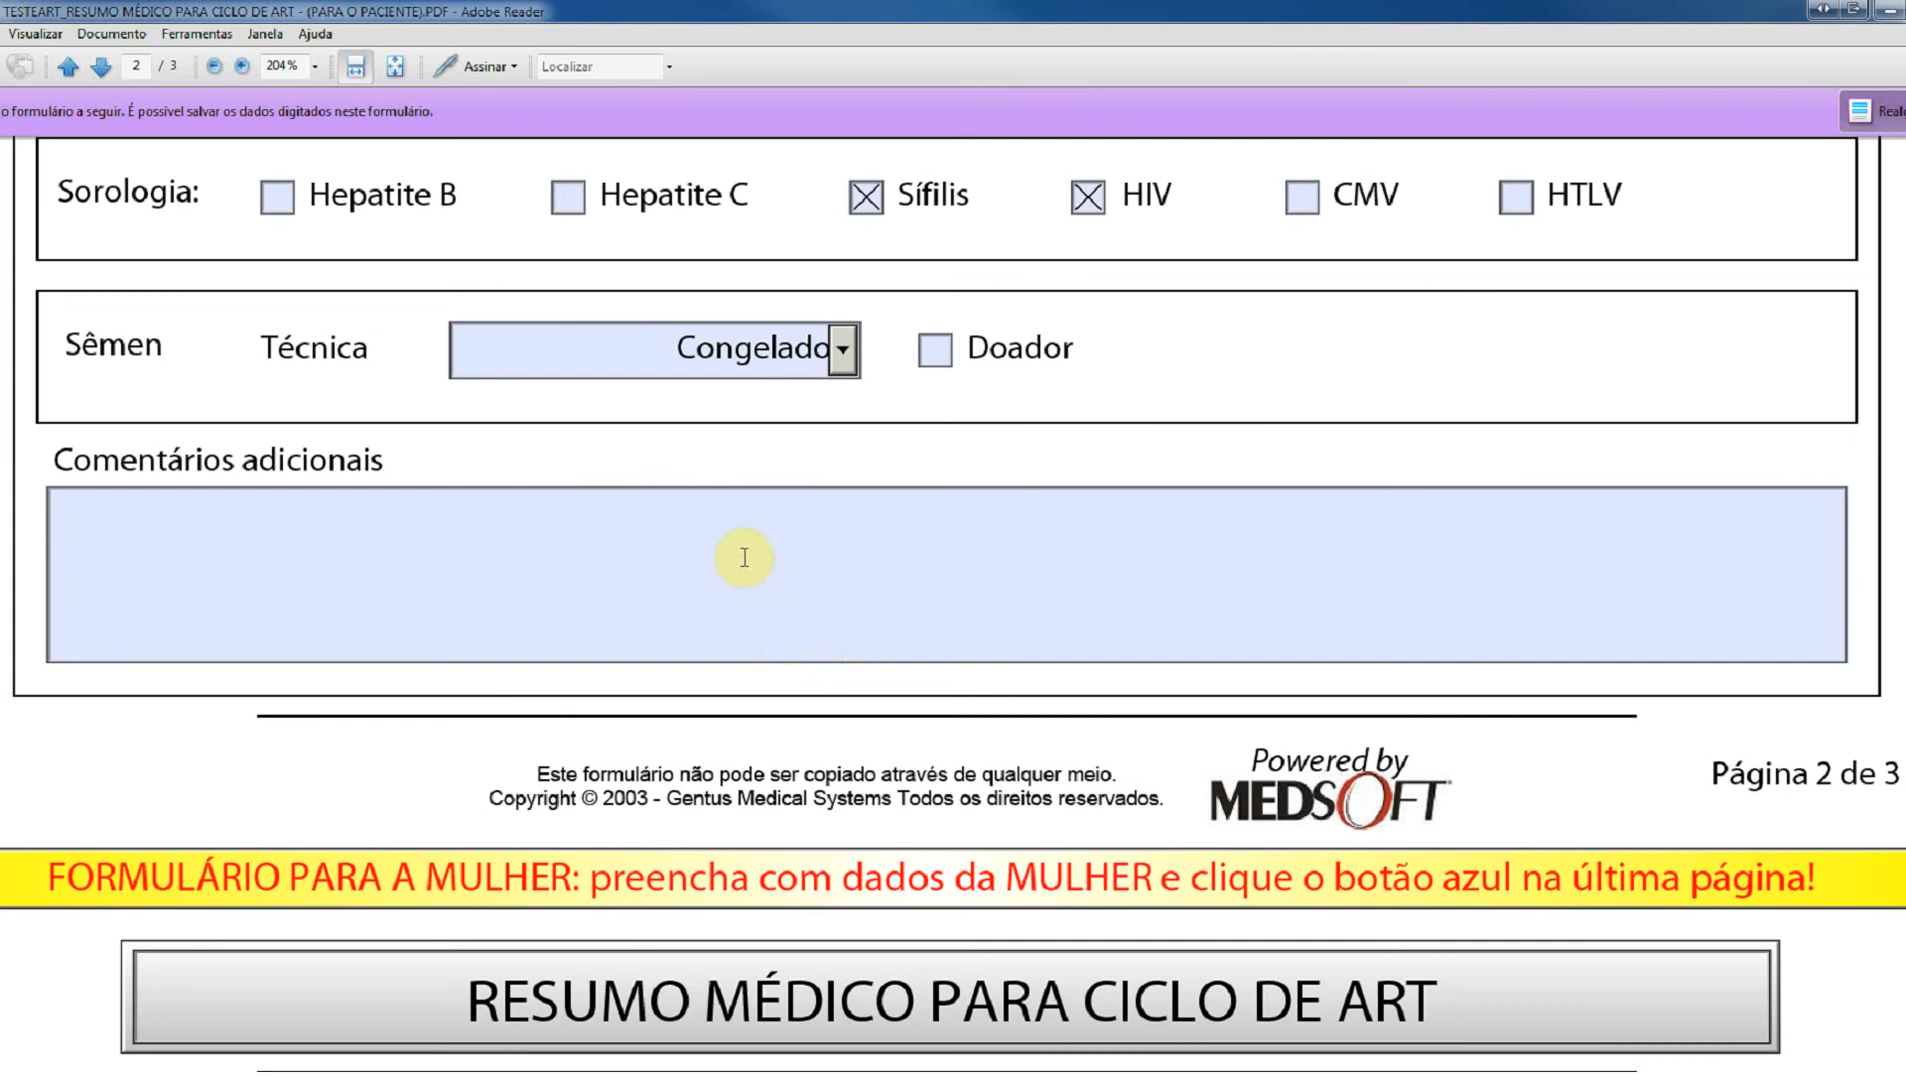 TESTEART_RESUMO MÉDICO PARA CICLO DE ART - (PARA O PACIENTE).PDF - Adobe Reader
Visualizar Documento Ferramentas Janela Ajuda
2 / 3 204% Assinar Localizar
o formulário a seguir. É possível salvar os dados digitados neste formulário.
Sorologia: Hepatite B Hepatite C Sífilis HIV CMV HTLV
Sêmen Técnica Congelado Doador
Comentários adicionais
Este formulário não pode ser copiado através de qualquer meio.
Copyright © 2003 - Gentus Medical Systems Todos os direitos reservados.
Powered by
MEDSOFT
Página 2 de 3
FORMULÁRIO PARA A MULHER: preencha com dados da MULHER e clique o botão azul na última página!
RESUMO MÉDICO PARA CICLO DE ART